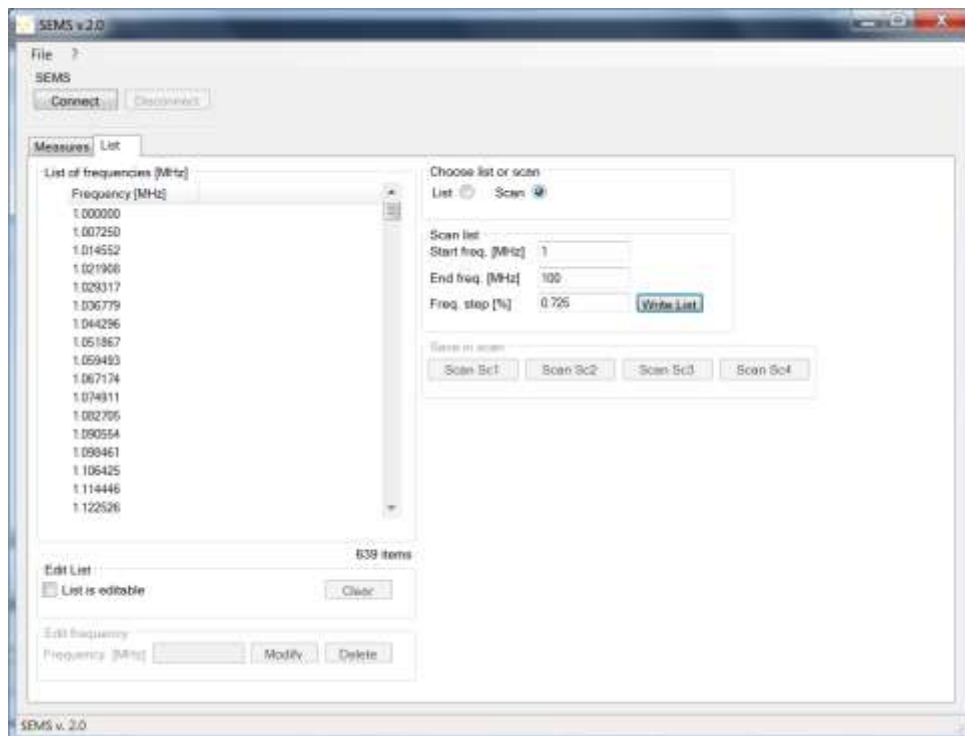 SEMS v.2.0
File ?
SEMS
Connect Disconnect
Measures List
List of frequencies [MHz]
Frequency [MHz]
1.000000
1.007250
1.014552
1.021908
1.029317
1.036779
1.044296
1.051867
1.059493
1.067174
1.074911
1.082705
1.090554
1.098461
1.106425
1.114446
1.122526
639 items
Edit List
List is editable Clear
Edit frequency
Frequency [MHz] Modify Delete
Choose list or scan
List Scan
Scan list
Start freq. [MHz] 1
End freq. [MHz] 100
Freq. step [%] 0.725 Write List
Save in scan
Scan Sc1 Scan Sc2 Scan Sc3 Scan Sc4
SEMS v. 2.0